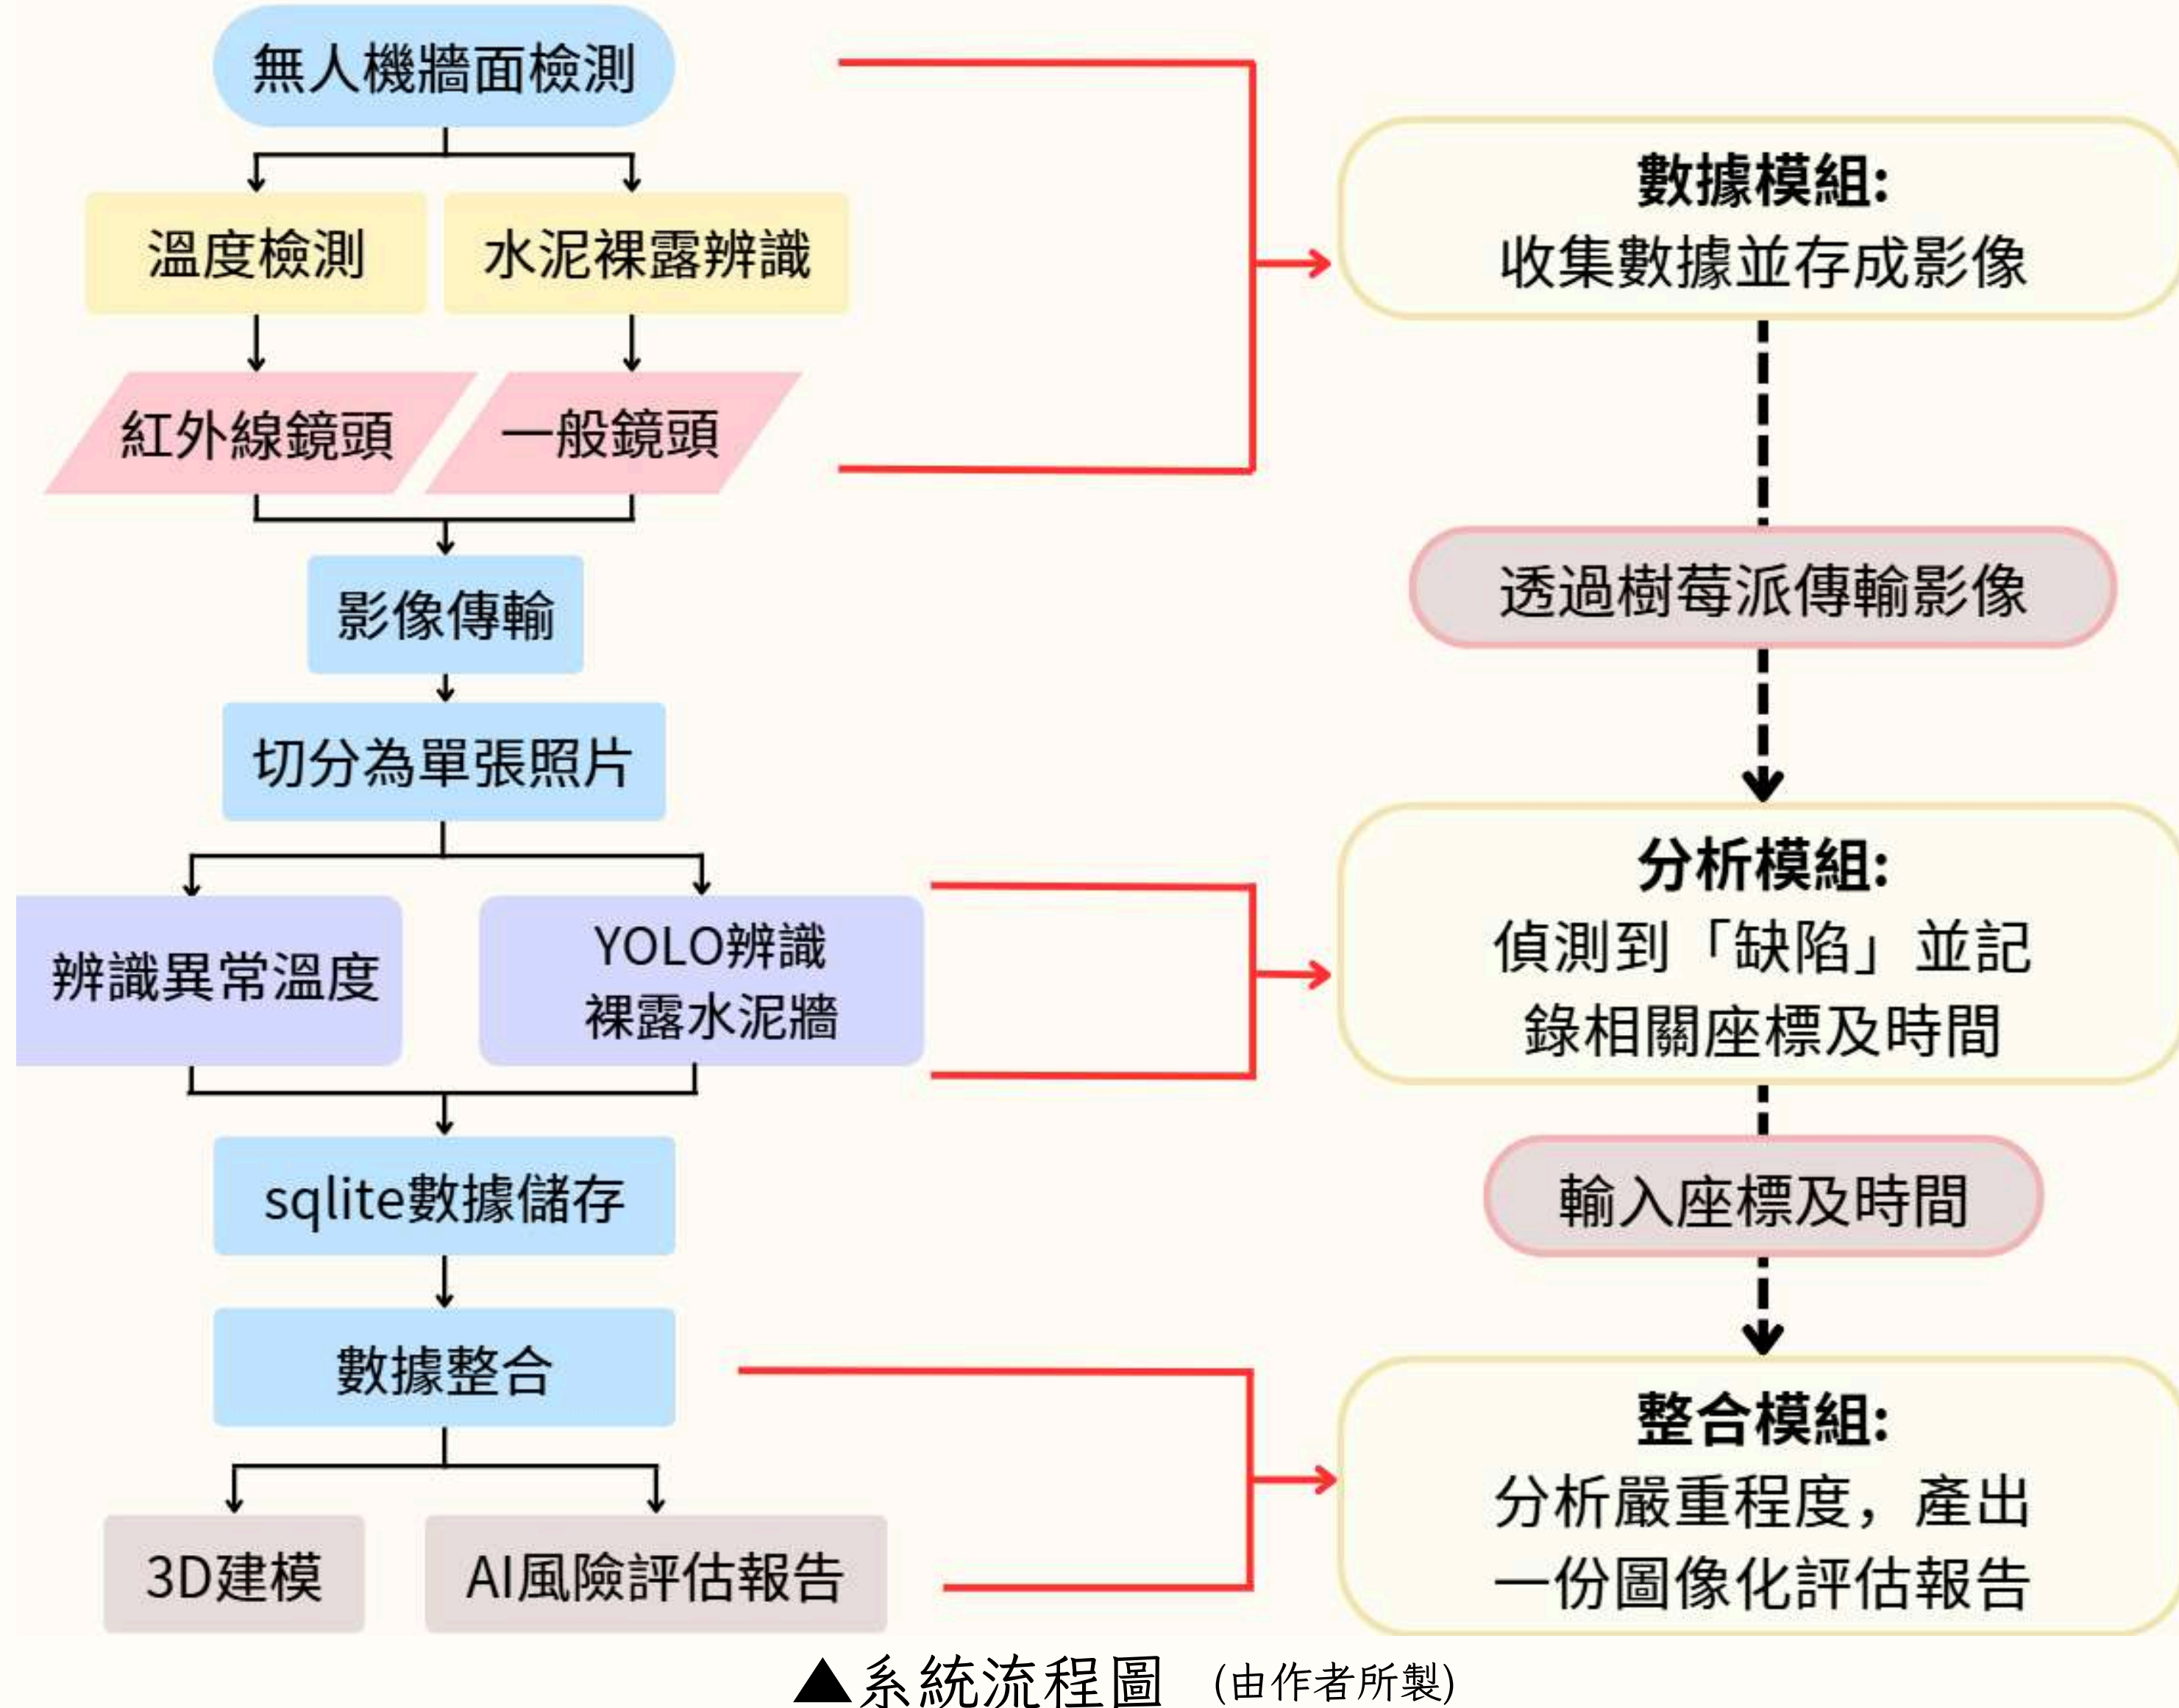 無人機牆面檢測
溫度檢測
水泥裸露辨識
紅外線鏡頭
一般鏡頭
影像傳輸
切分為單張照片
辨識異常溫度
YOLO辨識
裸露水泥牆
sqlite數據儲存
數據整合
3D建模
AI風險評估報告
數據模組:
收集數據並存成影像
透過樹莓派傳輸影像
分析模組:
偵測到「缺陷」並記
錄相關座標及時間
輸入座標及時間
整合模組:
分析嚴重程度，產出
一份圖像化評估報告
▲系統流程圖 (由作者所製)